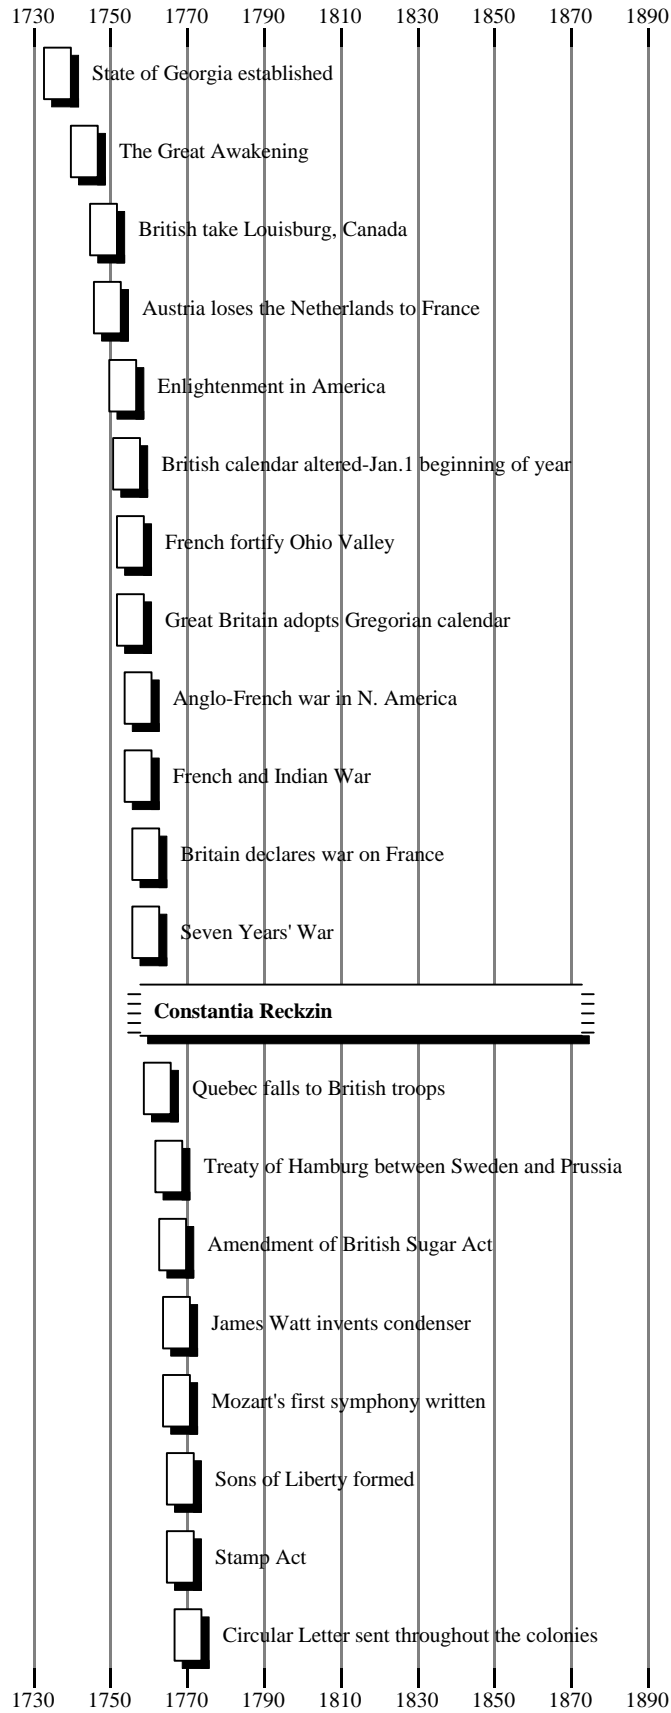 1730 1750 1770 1790 1810 1830 1850 1870 1890
State of Georgia established
The Great Awakening
British take Louisburg, Canada
Austria loses the Netherlands to France
Enlightenment in America
British calendar altered-Jan.1 beginning of year
French fortify Ohio Valley
Great Britain adopts Gregorian calendar
Anglo-French war in N. America
French and Indian War
Britain declares war on France
Seven Years' War
Constantia Reckzin
Quebec falls to British troops
Treaty of Hamburg between Sweden and Prussia
Amendment of British Sugar Act
James Watt invents condenser
Mozart's first symphony written
Sons of Liberty formed
Stamp Act
Circular Letter sent throughout the colonies
1730 1750 1770 1790 1810 1830 1850 1870 1890